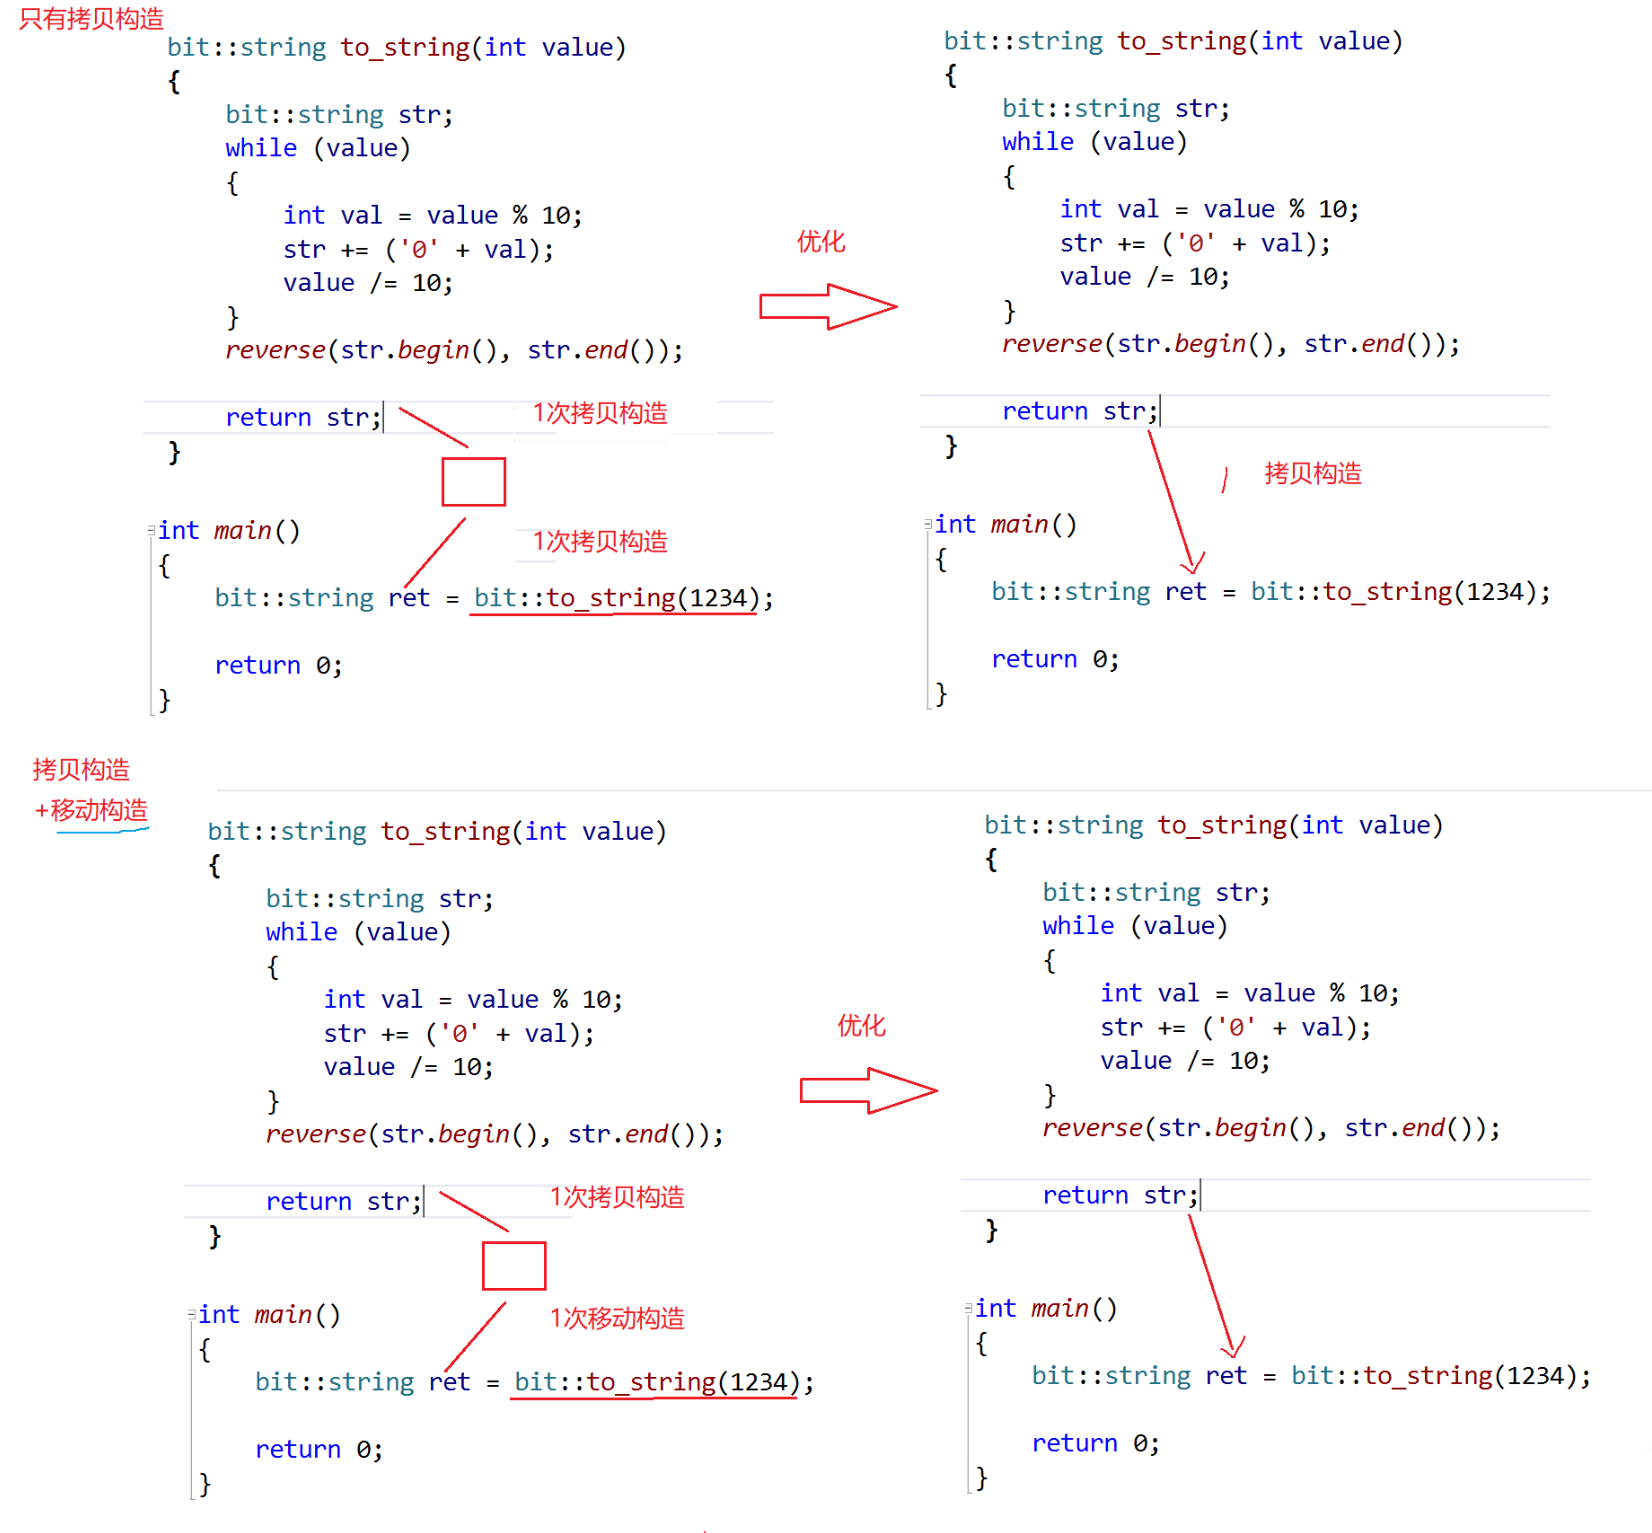 只有拷贝构造
bit::string to_string(int value)
{
bit::string str;
while (value)
{
int val = value % 10;
str += ('0' + val);
value /= 10;
}
reverse(str.begin(), str.end());
return str;
1次拷贝构造
}
int main()
{
1次拷贝构造
bit::string ret = bit::to_string(1234);
return 0;
}
优化
bit::string to_string(int value)
{
bit::string str;
while (value)
{
int val = value % 10;
str += ('0' + val);
value /= 10;
}
reverse(str.begin(), str.end());
return str;
}
拷贝构造
int main()
{
bit::string ret = bit::to_string(1234);
return 0;
}
拷贝构造
+移动构造
bit::string to_string(int value)
{
bit::string str;
while (value)
{
int val = value % 10;
str += ('0' + val);
value /= 10;
}
reverse(str.begin(), str.end());
return str;
1次拷贝构造
}
int main()
{
1次移动构造
bit::string ret = bit::to_string(1234);
return 0;
}
优化
bit::string to_string(int value)
{
bit::string str;
while (value)
{
int val = value % 10;
str += ('0' + val);
value /= 10;
}
reverse(str.begin(), str.end());
return str;
}
int main()
{
bit::string ret = bit::to_string(1234);
return 0;
}